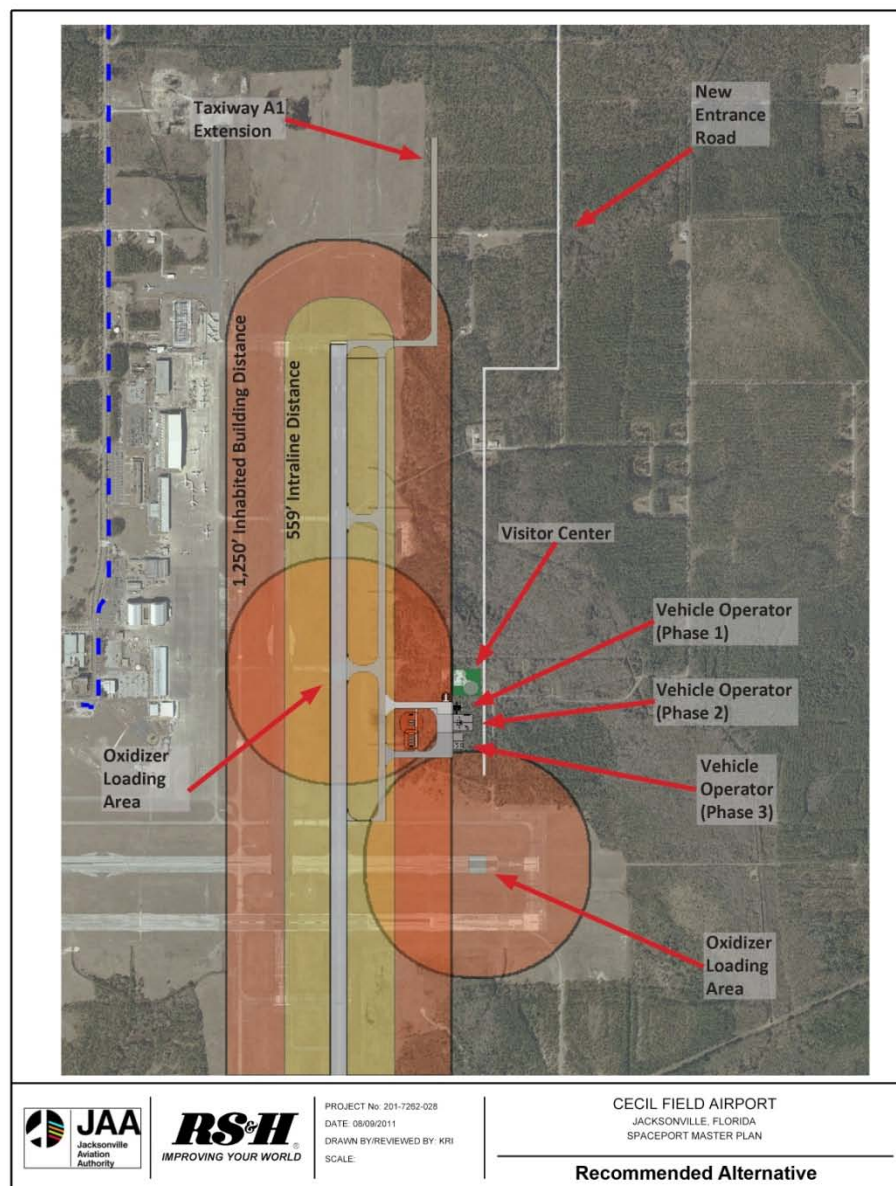 Taxiway A1
Extension
New
Entrance
Road
1,250' Inhabited Building Distance
559' Intraline Distance
Visitor Center
Vehicle Operator
(Phase 1)
Vehicle Operator
(Phase 2)
Oxidizer
Loading
Area
Vehicle
Operator
(Phase 3)
Oxidizer
Loading
Area
JAA
Jacksonville
Aviation
Authority
RS&H®
IMPROVING YOUR WORLD
PROJECT No: 201-7262-028
DATE: 08/09/2011
DRAWN BY/REVIEWED BY: KRI
SCALE:
CECIL FIELD AIRPORT
JACKSONVILLE, FLORIDA
SPACEPORT MASTER PLAN
Recommended Alternative